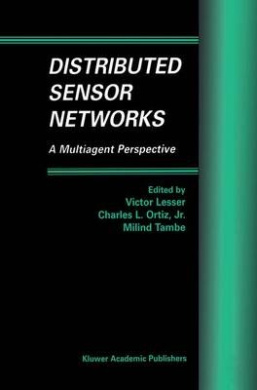 DISTRIBUTED
SENSOR
NETWORKS
A Multiagent Perspective
Edited by
Victor Lesser
Charles L. Ortiz, Jr.
Milind Tambe
Kluwer Academic Publishers